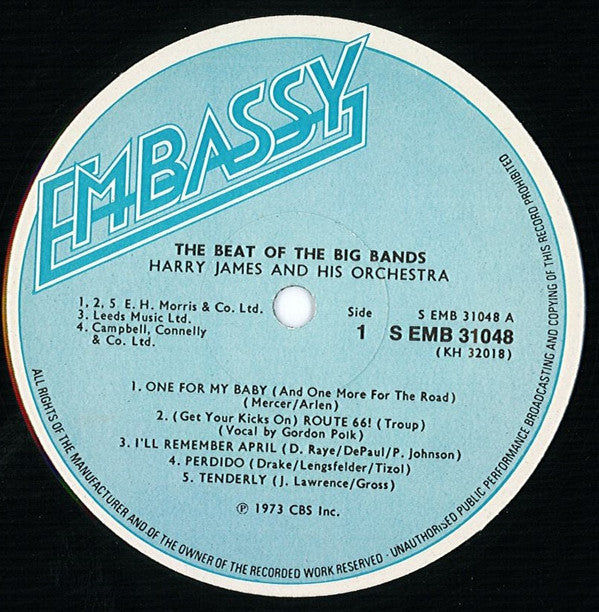 EMBASSY
THE BEAT OF THE BIG BANDS
HARRY JAMES AND HIS ORCHESTRA
1. 2, 5 E. H. Morris & Co. Ltd.
3. Leeds Music Ltd.
4. Campbell, Connelly
& Co. Ltd.
Side
1
S EMB 31048 A
S EMB 31048
(KH 32018)
1. ONE FOR MY BABY (And One More For The Road)
(Mercer/Arlen)
2. (Get Your Kicks On) ROUTE 66! (Troup)
(Vocal by Gordon Polk)
3. I'LL REMEMBER APRIL (D. Raye/DePaul/P. Johnson)
4. PERDIDO (Drake/Lengsfelder/Tizol)
5. TENDERLY (J. Lawrence/Gross)
℗ 1973 CBS Inc.
ALL RIGHTS OF THE MANUFACTURER AND OF THE OWNER OF THE RECORDED WORK RESERVED · UNAUTHORISED PUBLIC PERFORMANCE BROADCASTING AND COPYING OF THIS RECORD PROHIBITED